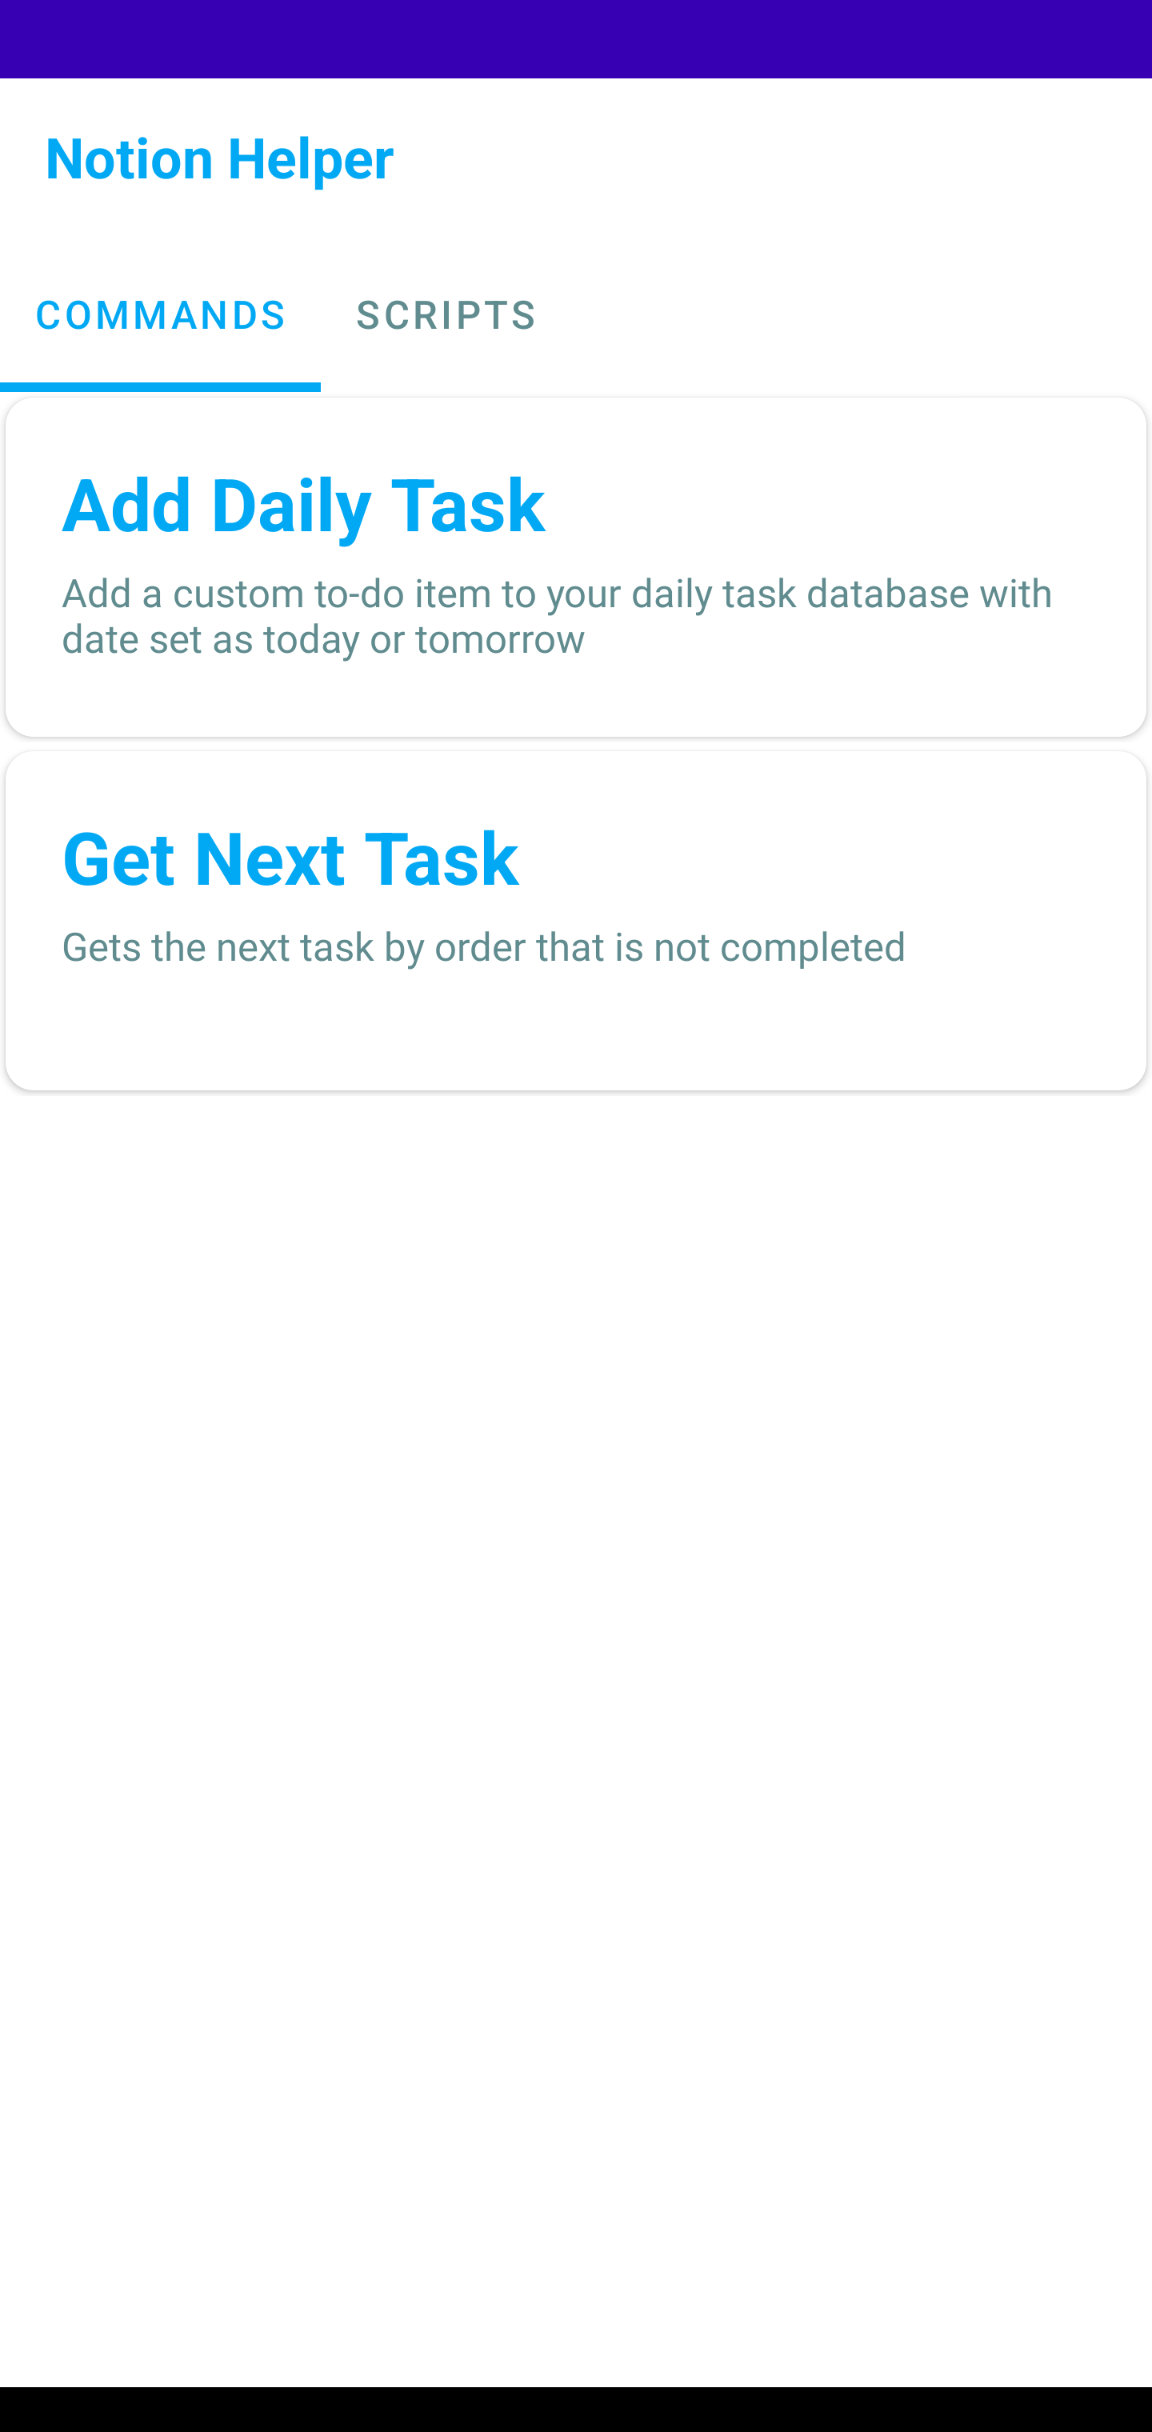 Notion Helper
COMMANDS
SCRIPTS
Add Daily Task
Add a custom to-do item to your daily task database with
date set as today or tomorrow
Get Next Task
Gets the next task by order that is not completed